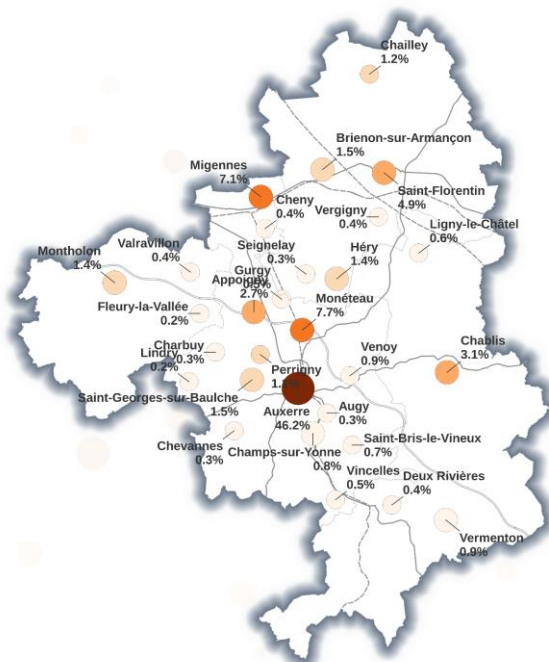 Chailley
1.2%
Brienon-sur-Armançon
1.5%
Migennes
7.1%
Saint-Florentin
4.9%
Cheny
0.4%
Vergigny
0.4%
Ligny-le-Châtel
0.6%
Valravillon
0.4%
Montholon
1.4%
Seignelay
0.3%
Héry
1.4%
Gurgy
0.5%
Appoigny
2.7%
Monéteau
7.7%
Fleury-la-Vallée
0.2%
Charbuy
0.3%
Lindry
0.2%
Venoy
0.9%
Chablis
3.1%
Perrigny
Saint-Georges-sur-Baulche
1.5%
Auxerre
46.2%
Augy
0.3%
Chevannes
0.3%
Champs-sur-Yonne
0.8%
Saint-Bris-le-Vineux
0.7%
Vincelles
0.5%
Deux Rivières
0.4%
Vermenton
0.9%